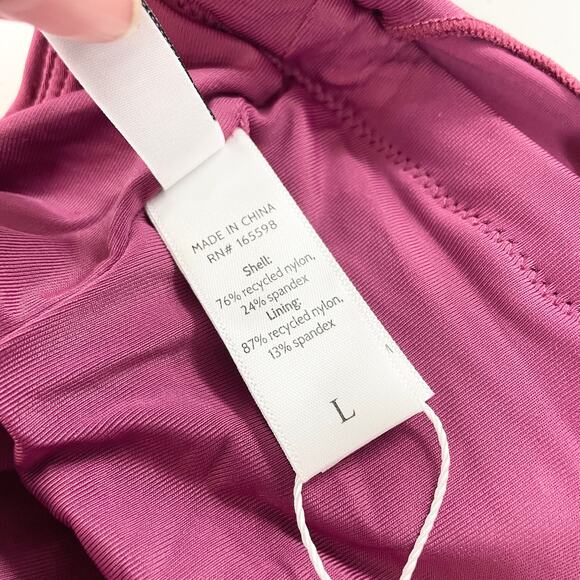 MADE IN CHINA
RN# 165598
Shell:
76% recycled nylon,
24% spandex
Lining:
87% recycled nylon,
13% spandex
L